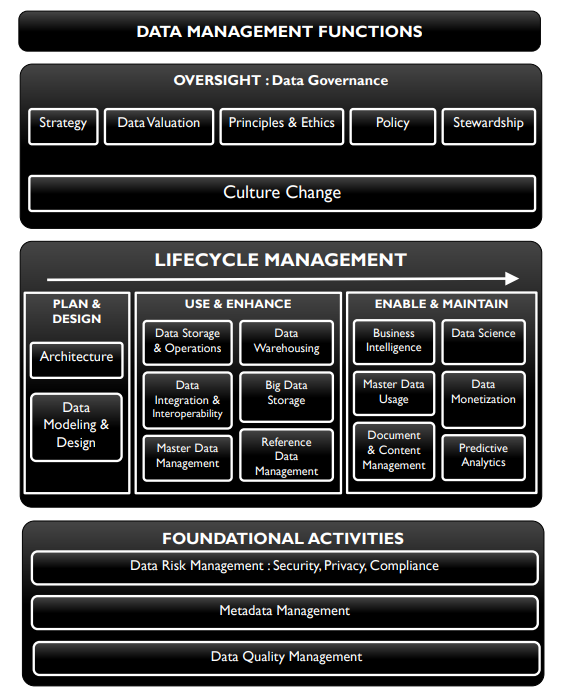 DATA MANAGEMENT FUNCTIONS
OVERSIGHT : Data Governance
Strategy
Data Valuation
Principles & Ethics
Policy
Stewardship
Culture Change
LIFECYCLE MANAGEMENT
PLAN &
DESIGN
Architecture
Data
Modeling &
Design
USE & ENHANCE
Data Storage
& Operations
Data
Warehousing
Data
Integration &
Interoperability
Big Data
Storage
Master Data
Management
Reference
Data
Management
ENABLE & MAINTAIN
Business
Intelligence
Data Science
Master Data
Usage
Data
Monetization
Document
& Content
Management
Predictive
Analytics
FOUNDATIONAL ACTIVITIES
Data Risk Management : Security, Privacy, Compliance
Metadata Management
Data Quality Management